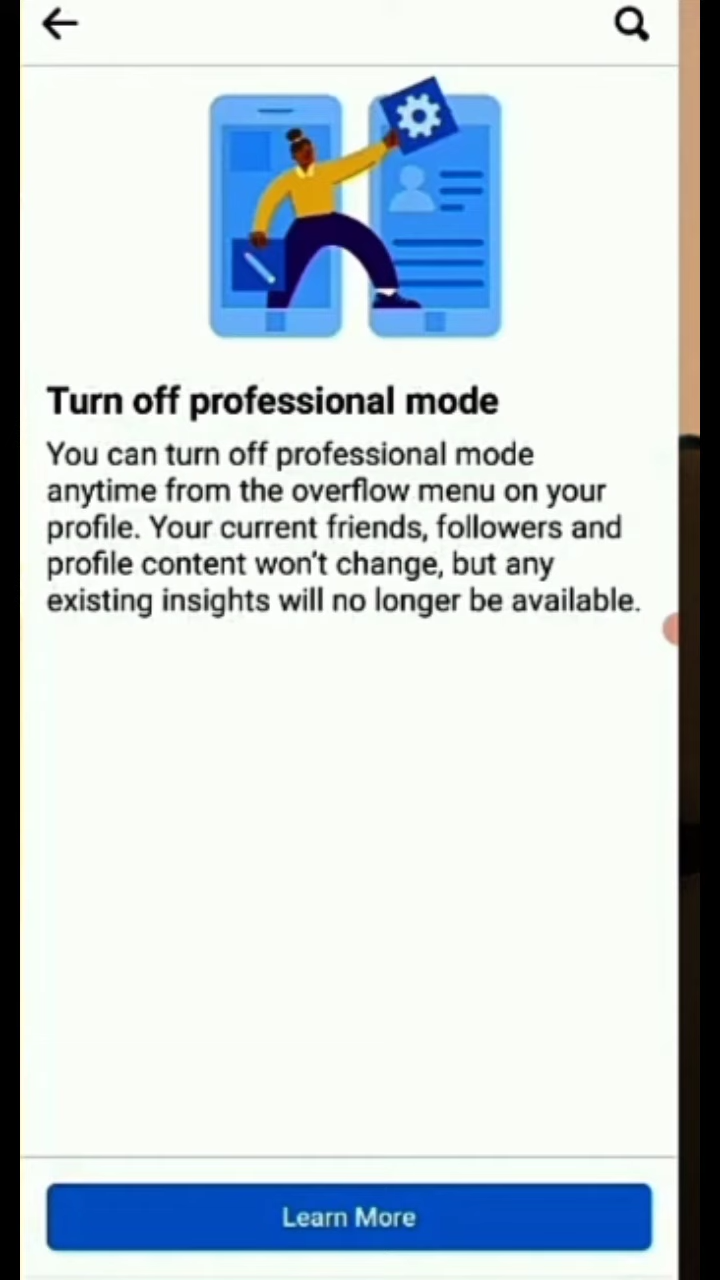 Turn off professional mode
You can turn off professional mode
anytime from the overflow menu on your
profile. Your current friends, followers and
profile content won't change, but any
existing insights will no longer be available.
Learn More